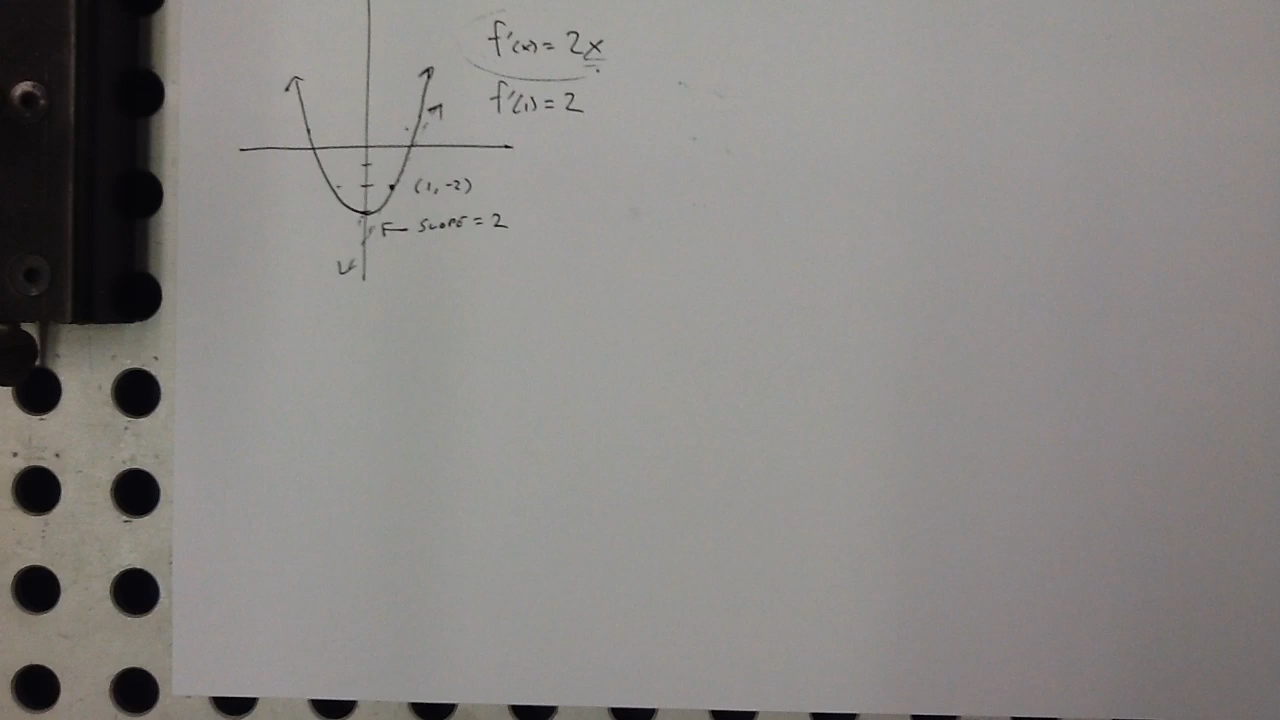 f'(x) = 2x
f'(1) = 2
(1, -2)
SLOPE = 2